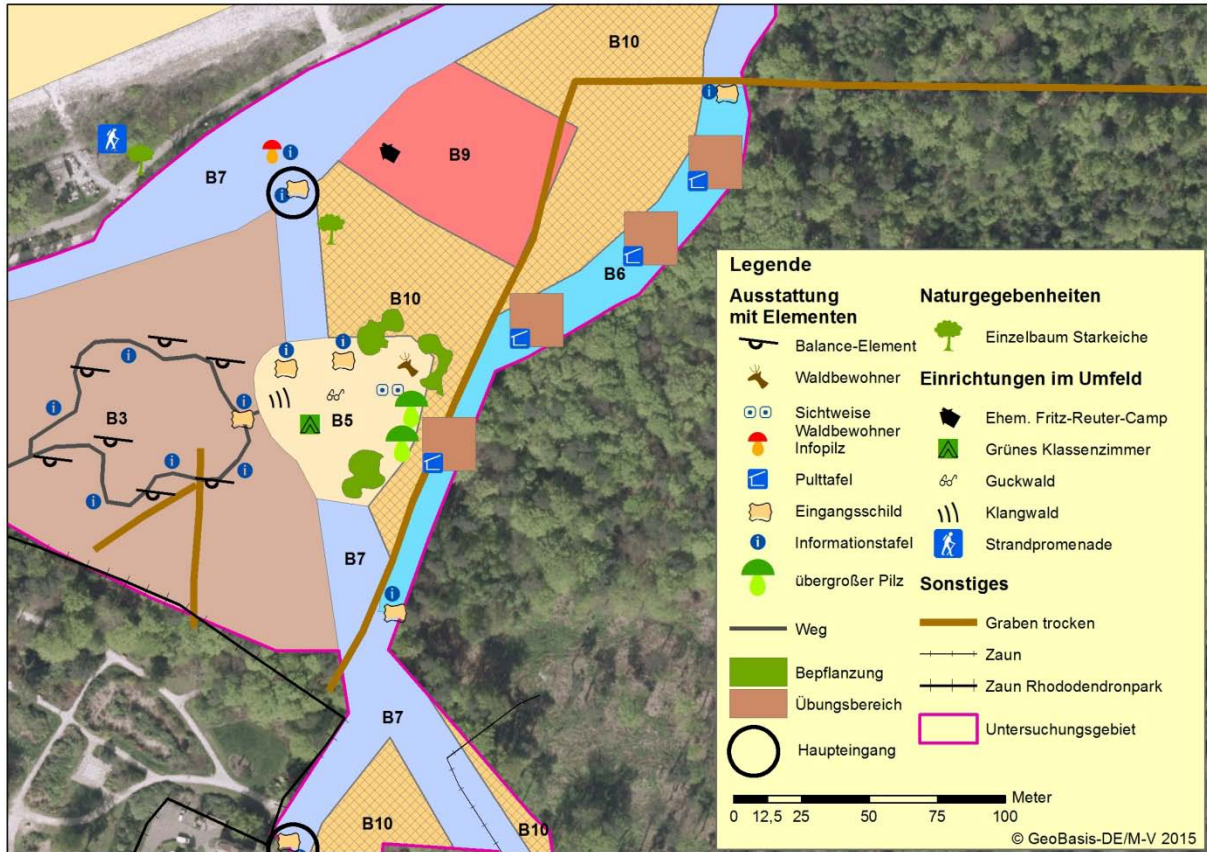 B10
B7
B9
B6
B10
B3
B5
B7
B7
B10
B10
Legende
Ausstattung
mit Elementen
Balance-Element
Waldbewohner
Sichtweise
Waldbewohner
Infopilz
Pulttafel
Eingangsschild
Informationstafel
übergroßer Pilz
Weg
Bepflanzung
Übungsbereich
Haupteingang
Naturgegebenheiten
Einzelbaum Starkeiche
Einrichtungen im Umfeld
Ehem. Fritz-Reuter-Camp
Grünes Klassenzimmer
Guckwald
Klangwald
Strandpromenade
Sonstiges
Graben trocken
Zaun
Zaun Rhododendronpark
Untersuchungsgebiet
Meter
0 12,5 25 50 75 100
© GeoBasis-DE/M-V 2015